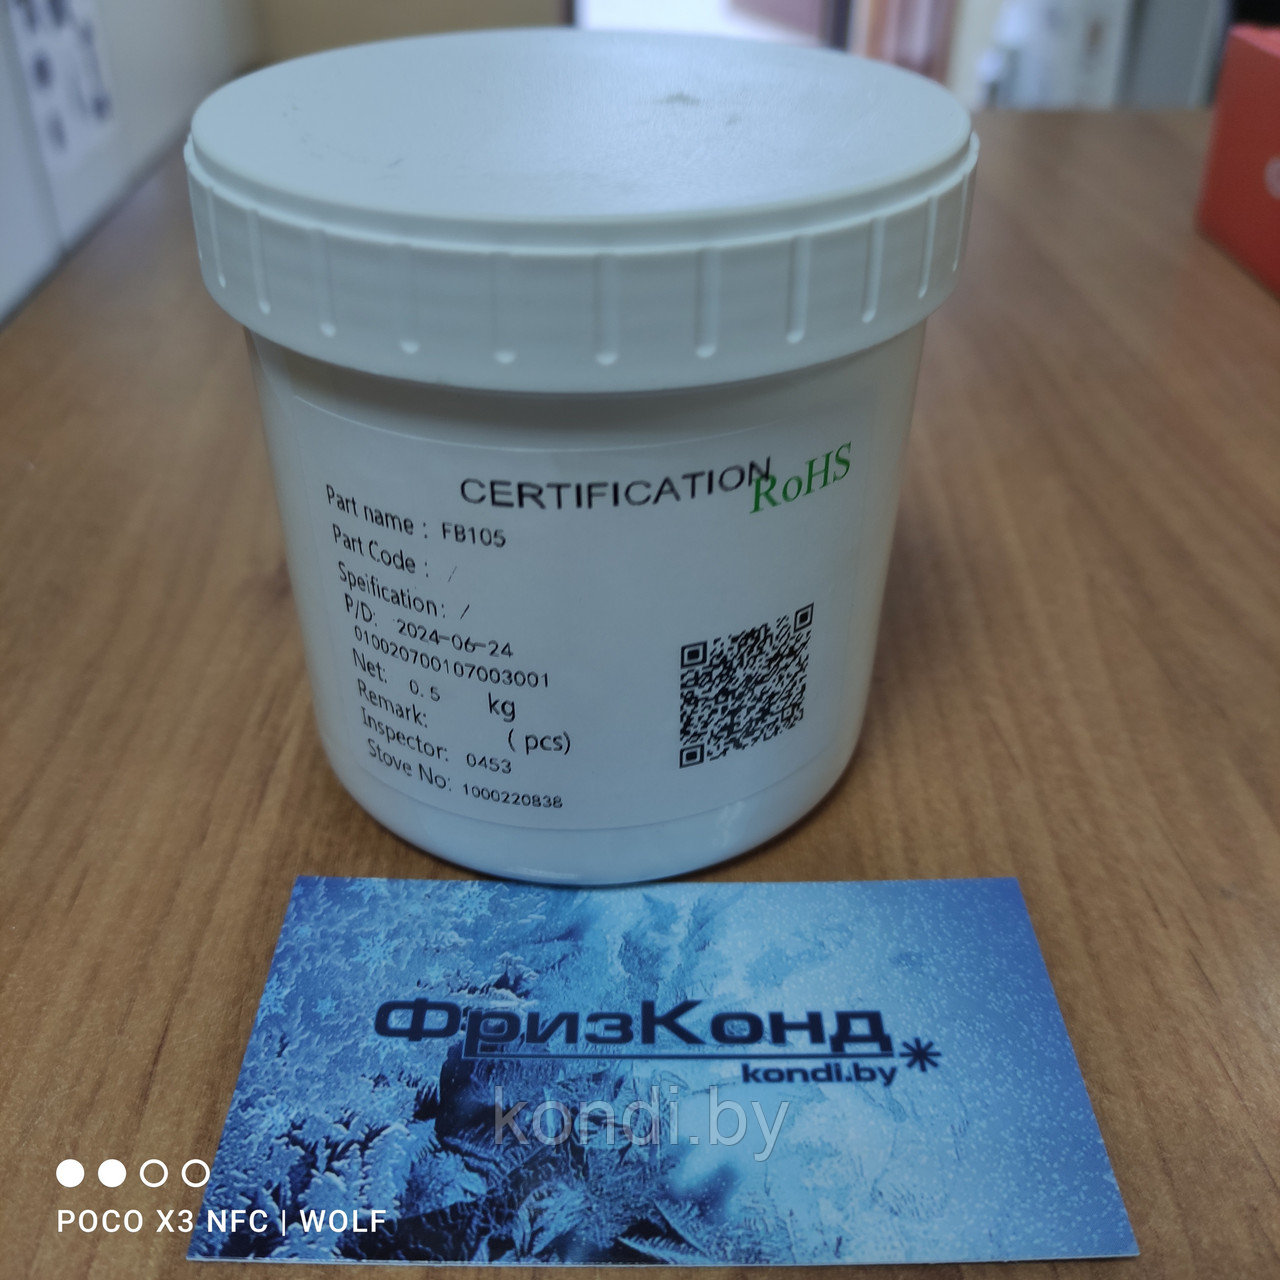 CERTIFICATION
RoHS
Part name : FB105
Part Code : /
Speification: /
P/D: 2024-06-24
010020700107003001
Net: 0.5 kg
Remark: ( pcs)
Inspector: 0453
Stove No: 1000220838
ФризКонд
kondi.by
kondi.by
POCO X3 NFC | WOLF